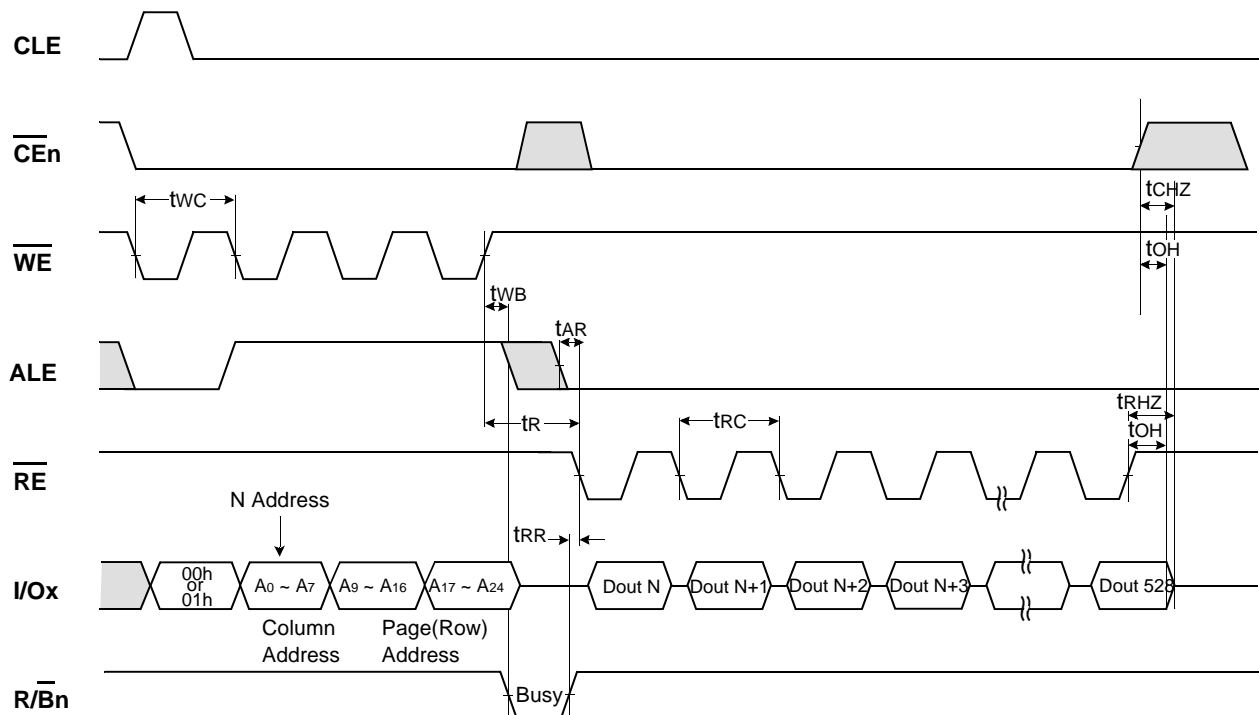 CLE
CEn
tCHZ
tWC
WE
tOH
tWB
tAR
ALE
tRHZ
tR
tRC
tOH
RE
N Address
tRR
I/Ox
00h
or
01h
A0 ~ A7
A9 ~ A16
A17 ~ A24
Dout N
Dout N+1
Dout N+2
Dout N+3
Dout 528
Column
Address
Page(Row)
Address
R/Bn
Busy